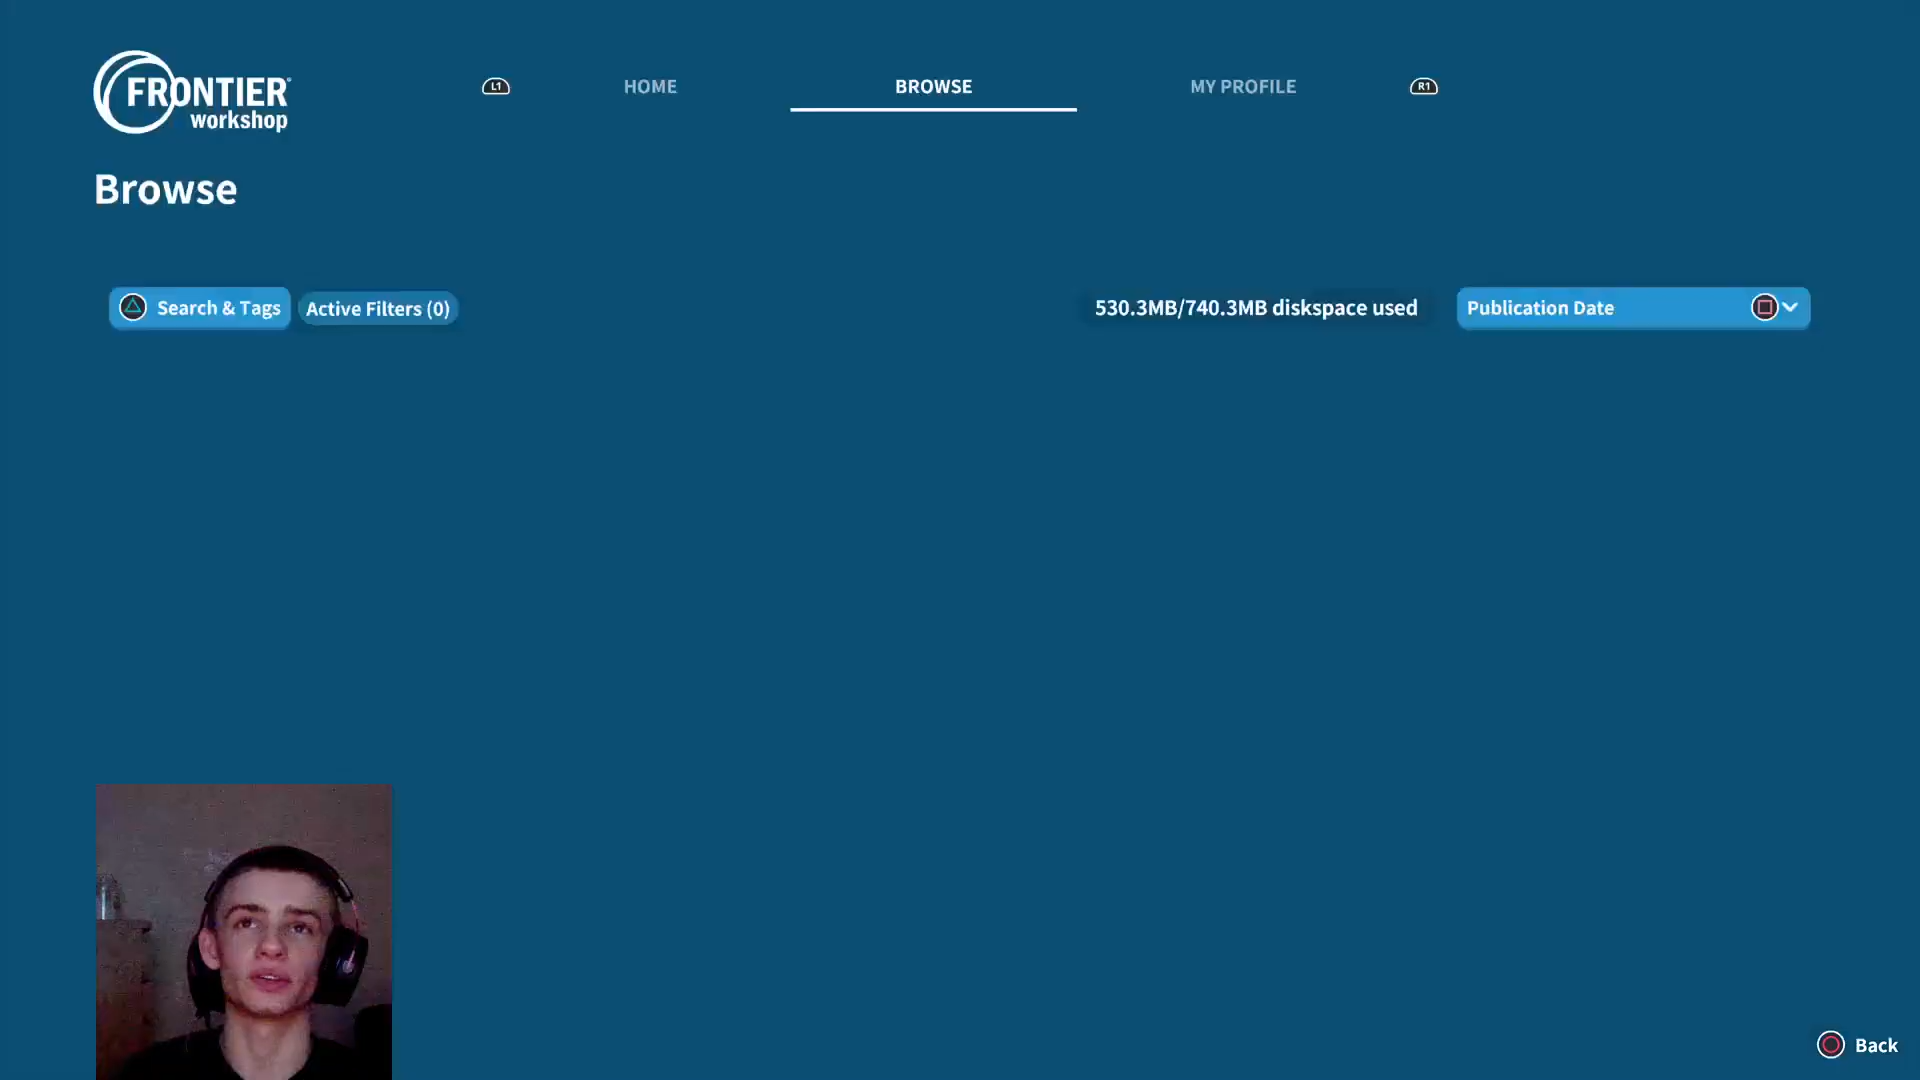 FRONTIER
workshop
L1
HOME
BROWSE
MY PROFILE
R1
Browse
Search & Tags
Active Filters (0)
530.3MB/740.3MB diskspace used
Publication Date
Back